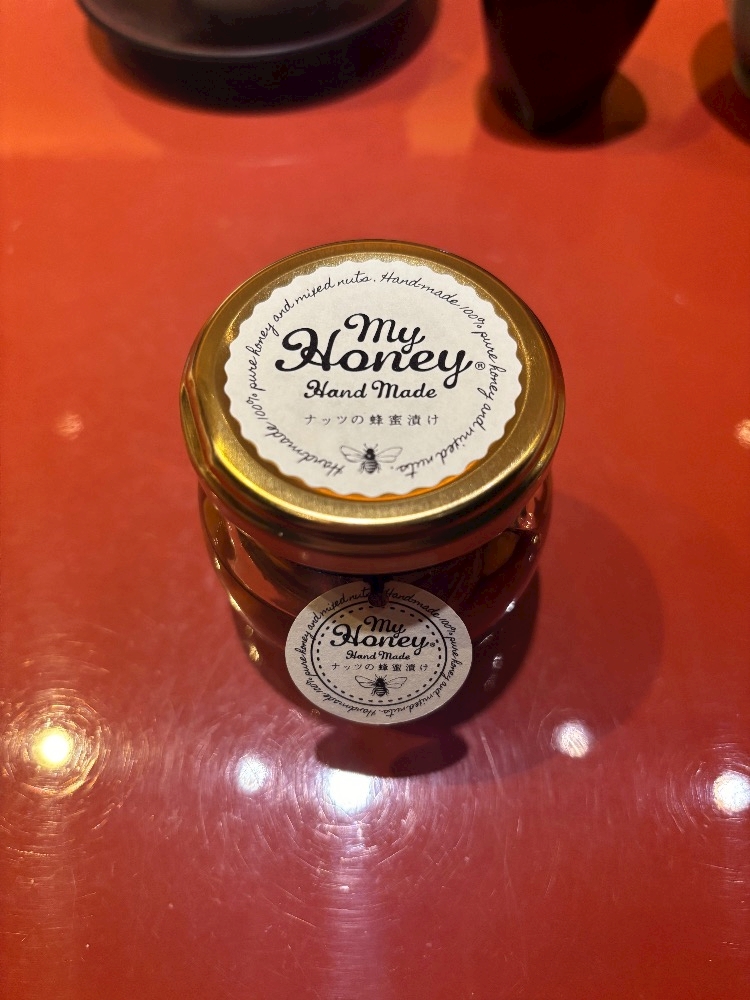 Handmade 100% pure honey and mixed nuts. Handmade 100% pure honey and mixed nuts.
My
Honey®
Hand Made
ナッツの蜂蜜漬け
Handmade 100% pure honey and mixed nuts. Handmade 100% pure honey and mixed nuts
My
Honey®
Hand Made
ナッツの蜂蜜漬け